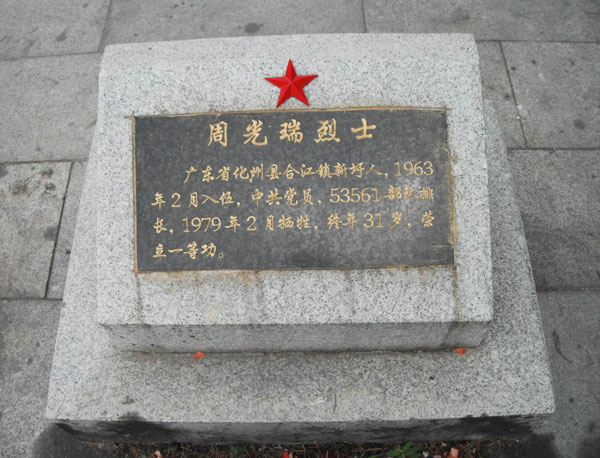 周光瑞烈士
广东省化州县合江镇新圩人，1963
年2月入伍，中共党员，53561部队排
长，1979年2月牺牲，终年31岁，荣
立一等功。